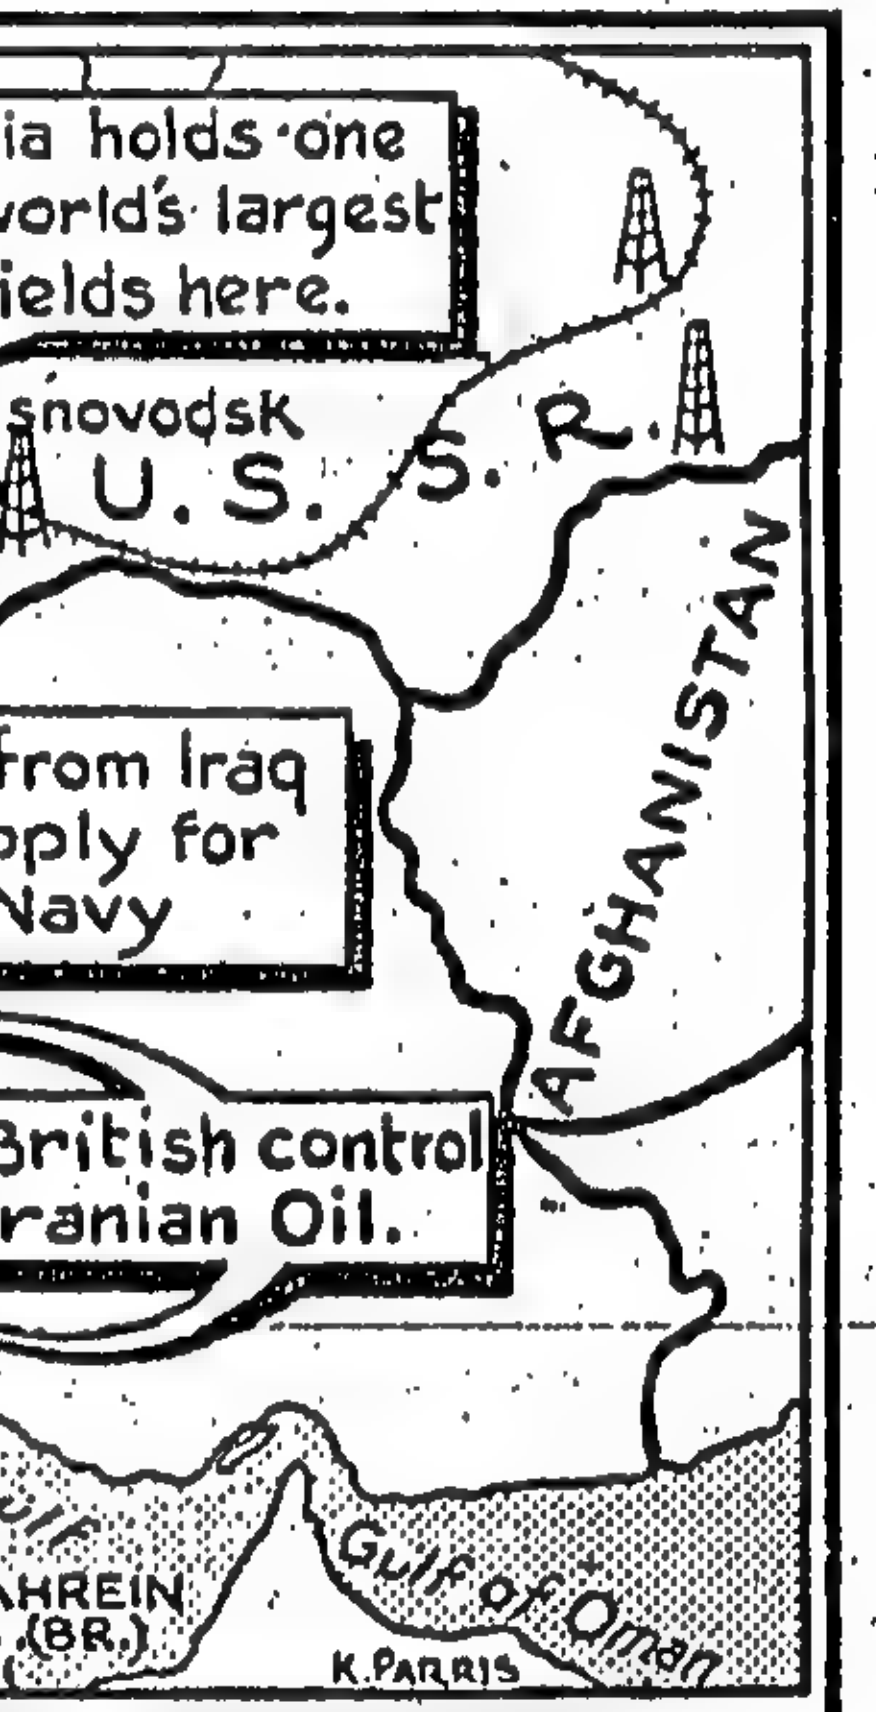 ia holds one
world's largest
ields here.
snovodsk
U.S.S.R.
AFGHANISTAN
from Iraq
pply for
Navy
British control
ranian Oil.
ulf
AHREIN
(BR.)
Gulf of Oman
K. PARRIS